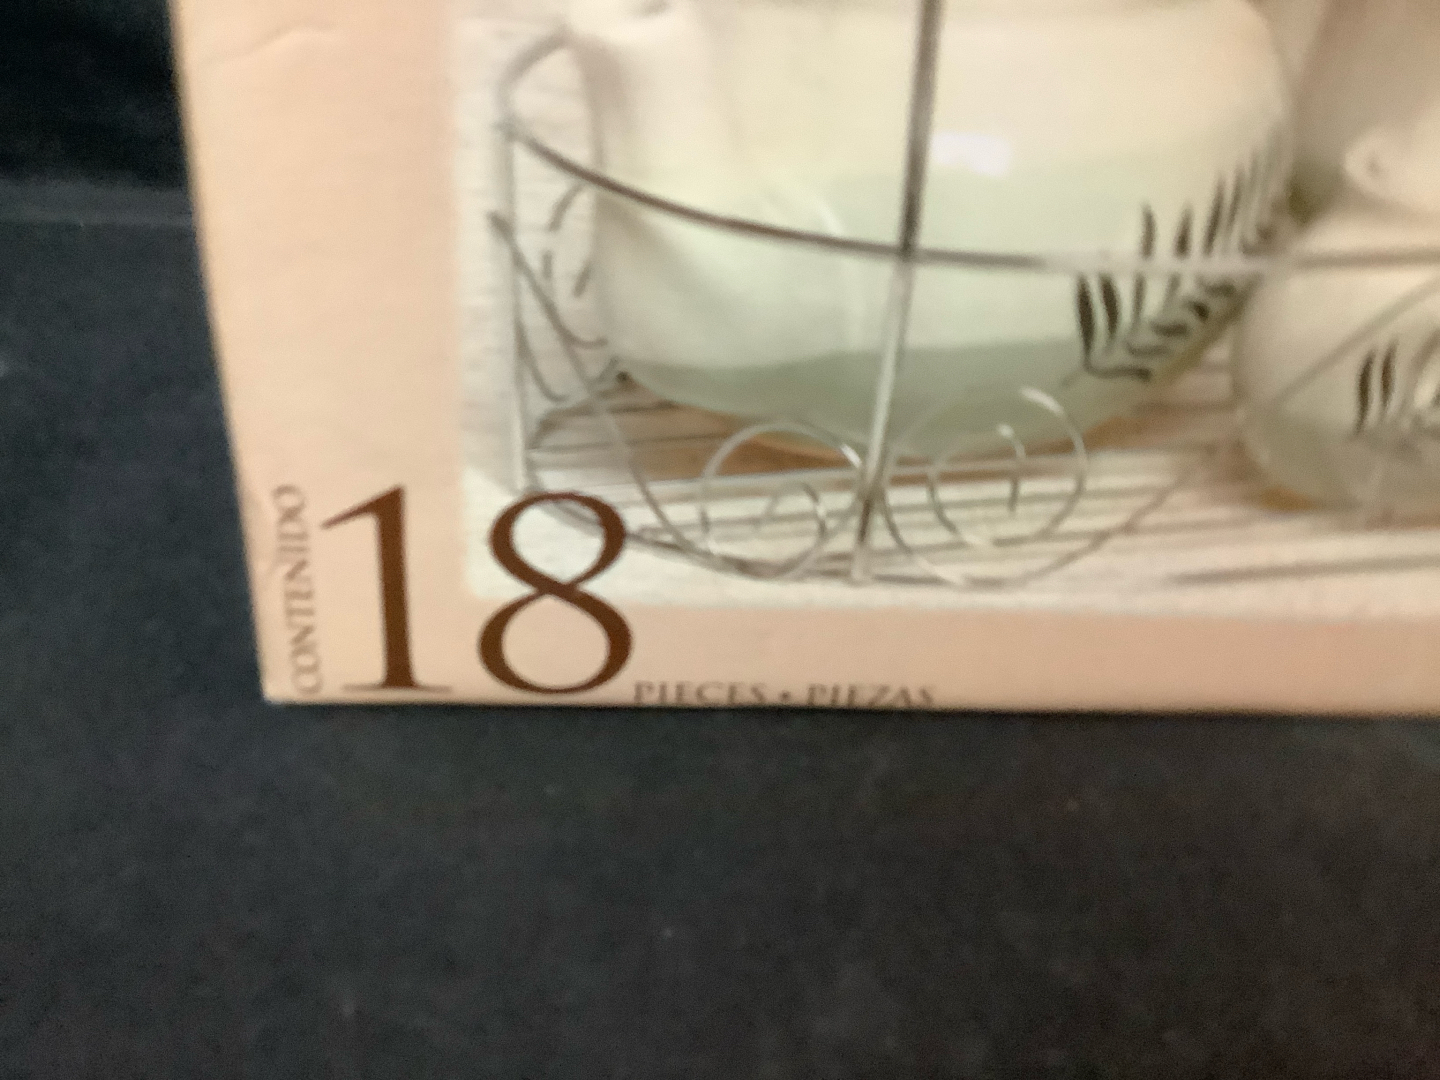 CONTENIDO
18
PIECES • PIEZAS